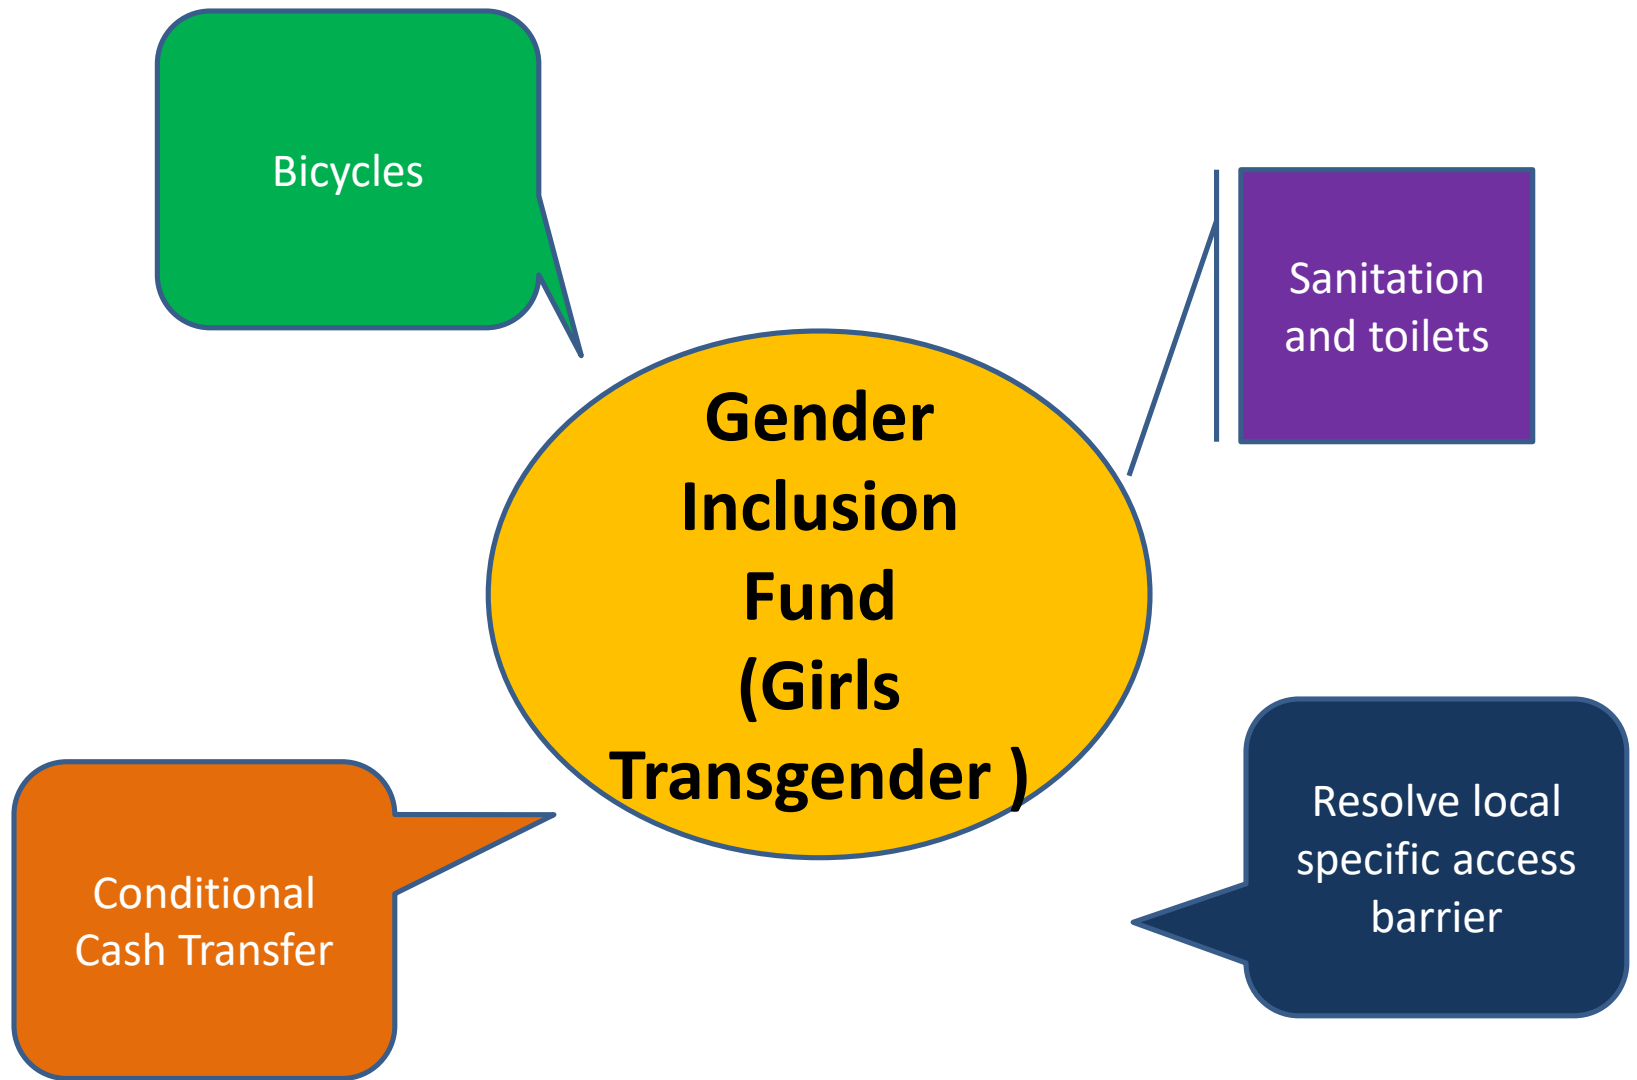 Bicycles
Sanitation
and toilets
Gender
Inclusion
Fund
(Girls
Transgender )
Conditional
Cash Transfer
Resolve local
specific access
barrier